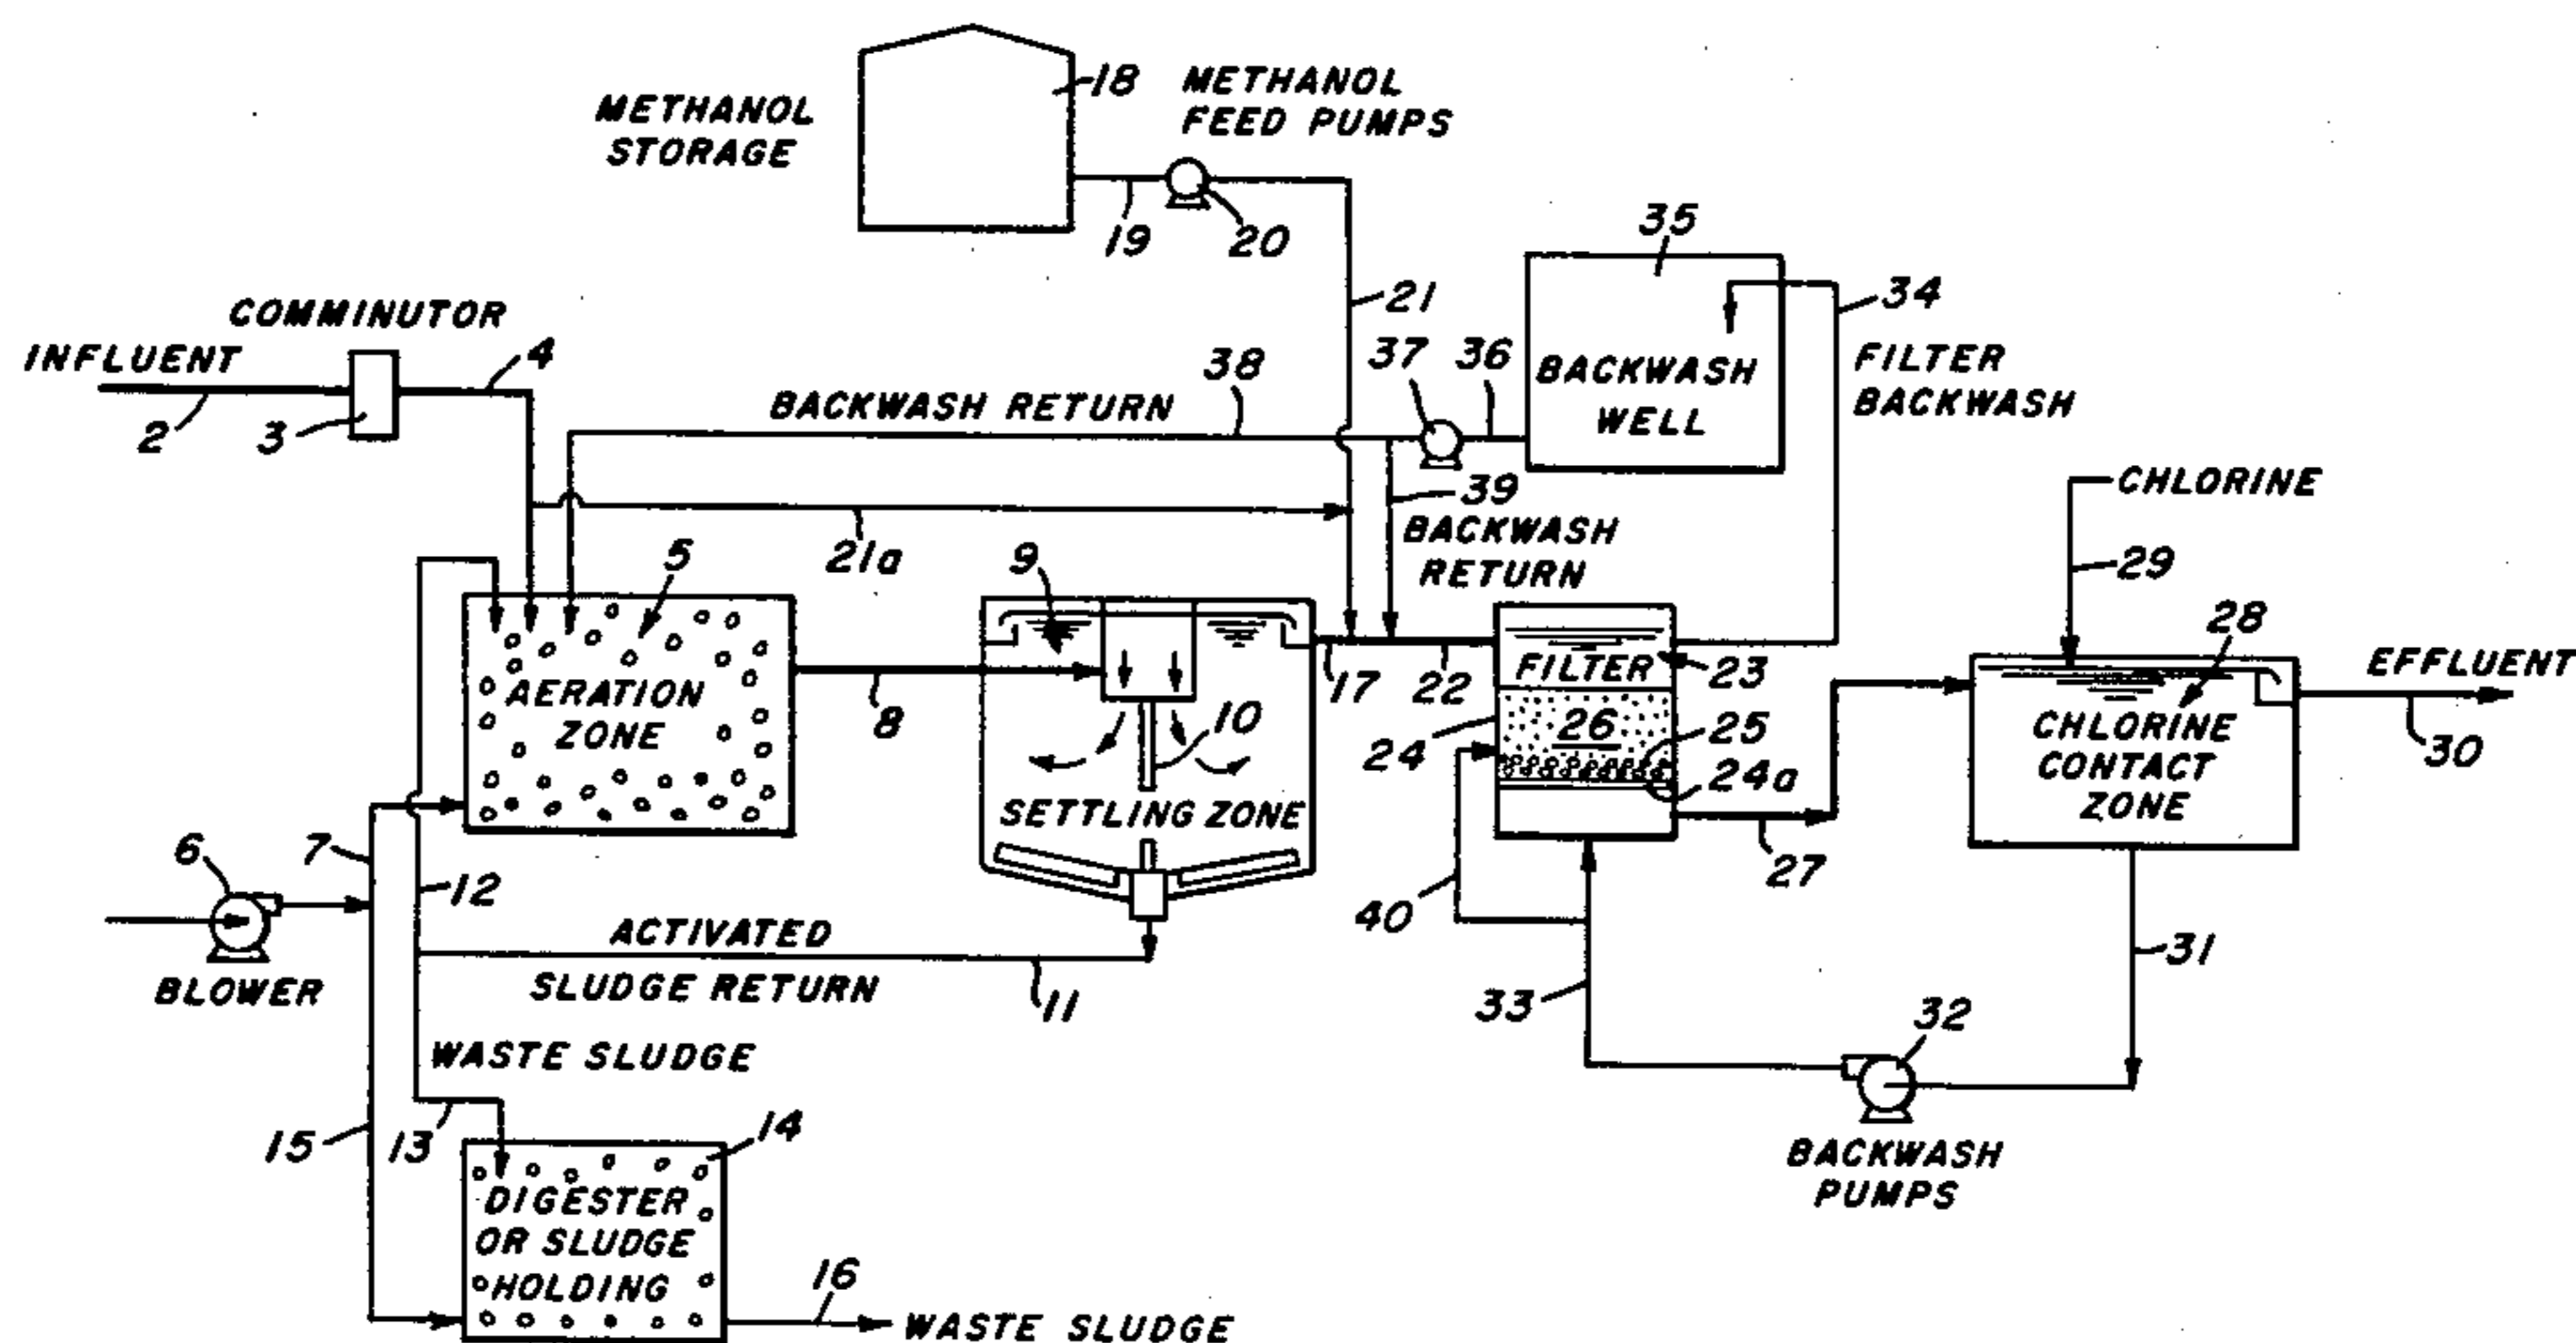 METHANOL
STORAGE
18
METHANOL
FEED PUMPS
19
20
21
35
BACKWASH
WELL
34
FILTER
BACKWASH
COMMINUTOR
INFLUENT
2
3
4
BACKWASH RETURN
38
37
36
39
BACKWASH
RETURN
21a
CHLORINE
29
5
AERATION
ZONE
8
9
10
SETTLING ZONE
17
22
FILTER
23
24
26
25
24a
27
28
CHLORINE
CONTACT
ZONE
EFFLUENT
30
6
BLOWER
7
12
ACTIVATED
SLUDGE RETURN
11
40
33
31
32
BACKWASH
PUMPS
WASTE SLUDGE
15
13
14
DIGESTER
OR SLUDGE
HOLDING
16
WASTE SLUDGE